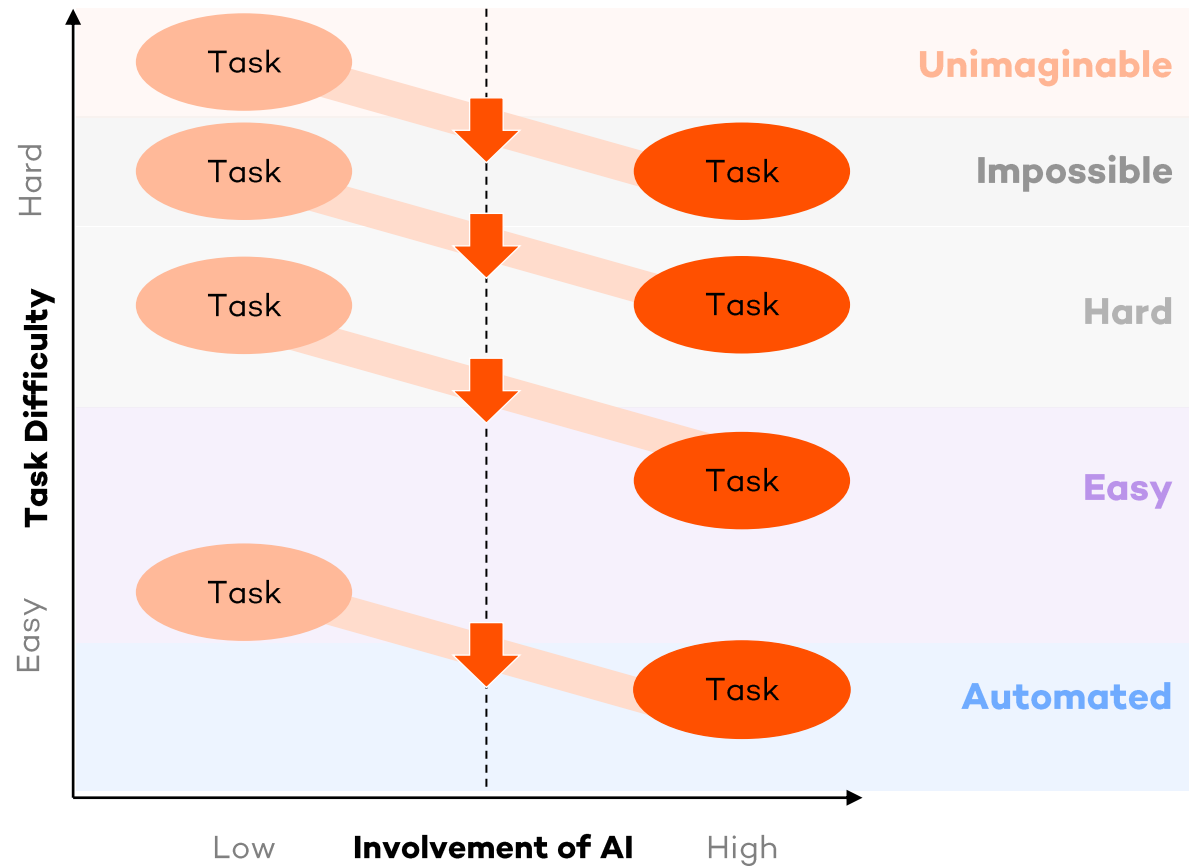 Task
Unimaginable
Hard
Task
Task
Impossible
Task
Task
Hard
Task Difficulty
Task
Easy
Easy
Task
Task
Automated
Low
Involvement of AI
High